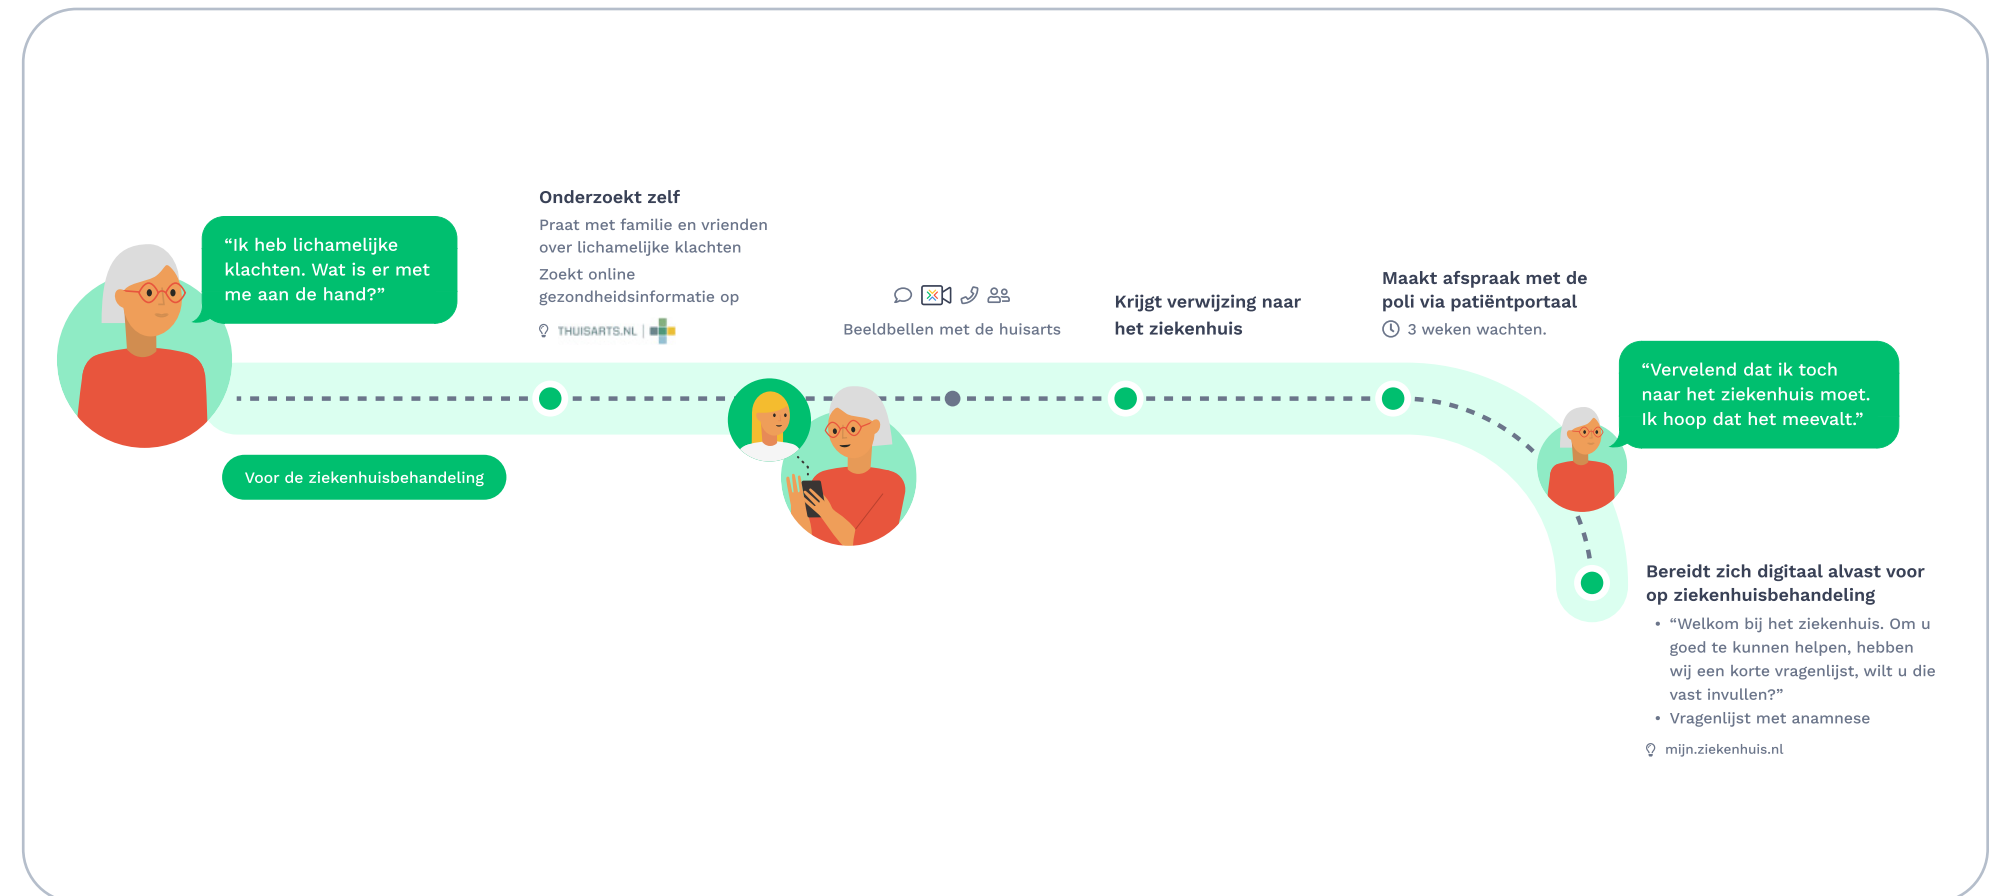 “Ik heb lichamelijke
klachten. Wat is er met
me aan de hand?”
Voor de ziekenhuisbehandeling
Onderzoekt zelf
Praat met familie en vrienden
over lichamelijke klachten
Zoekt online
gezondheidsinformatie op
THUISARTS.NL
Beeldbellen met de huisarts
Krijgt verwijzing naar
het ziekenhuis
Maakt afspraak met de
poli via patiëntportaal
3 weken wachten.
“Vervelend dat ik toch
naar het ziekenhuis moet.
Ik hoop dat het meevalt.”
Bereidt zich digitaal alvast voor
op ziekenhuisbehandeling
• “Welkom bij het ziekenhuis. Om u
goed te kunnen helpen, hebben
wij een korte vragenlijst, wilt u die
vast invullen?”
• Vragenlijst met anamnese
mijn.ziekenhuis.nl